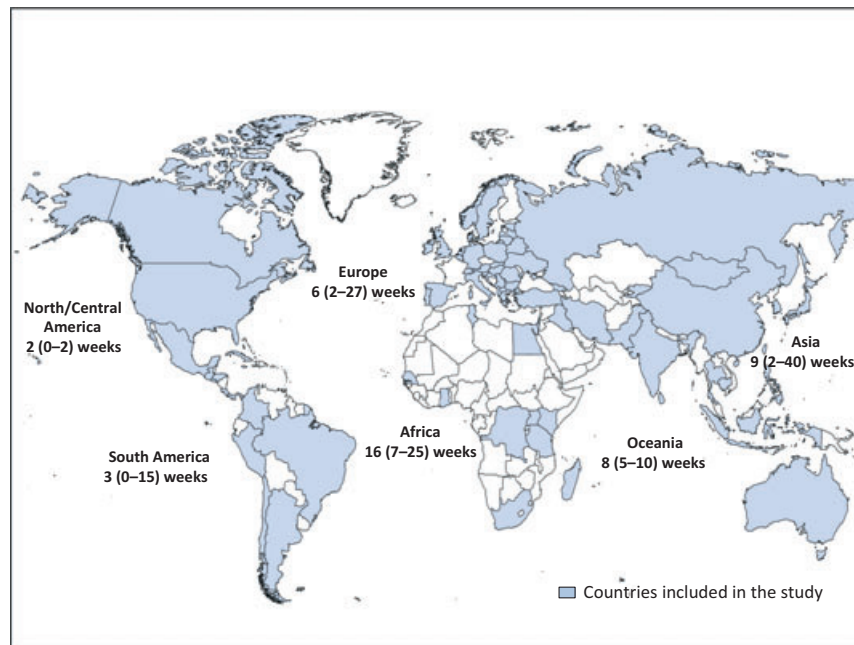 Europe
6 (2–27) weeks
North/Central
America
2 (0–2) weeks
Asia
9 (2–40) weeks
Africa
16 (7–25) weeks
Oceania
8 (5–10) weeks
South America
3 (0–15) weeks
Countries included in the study